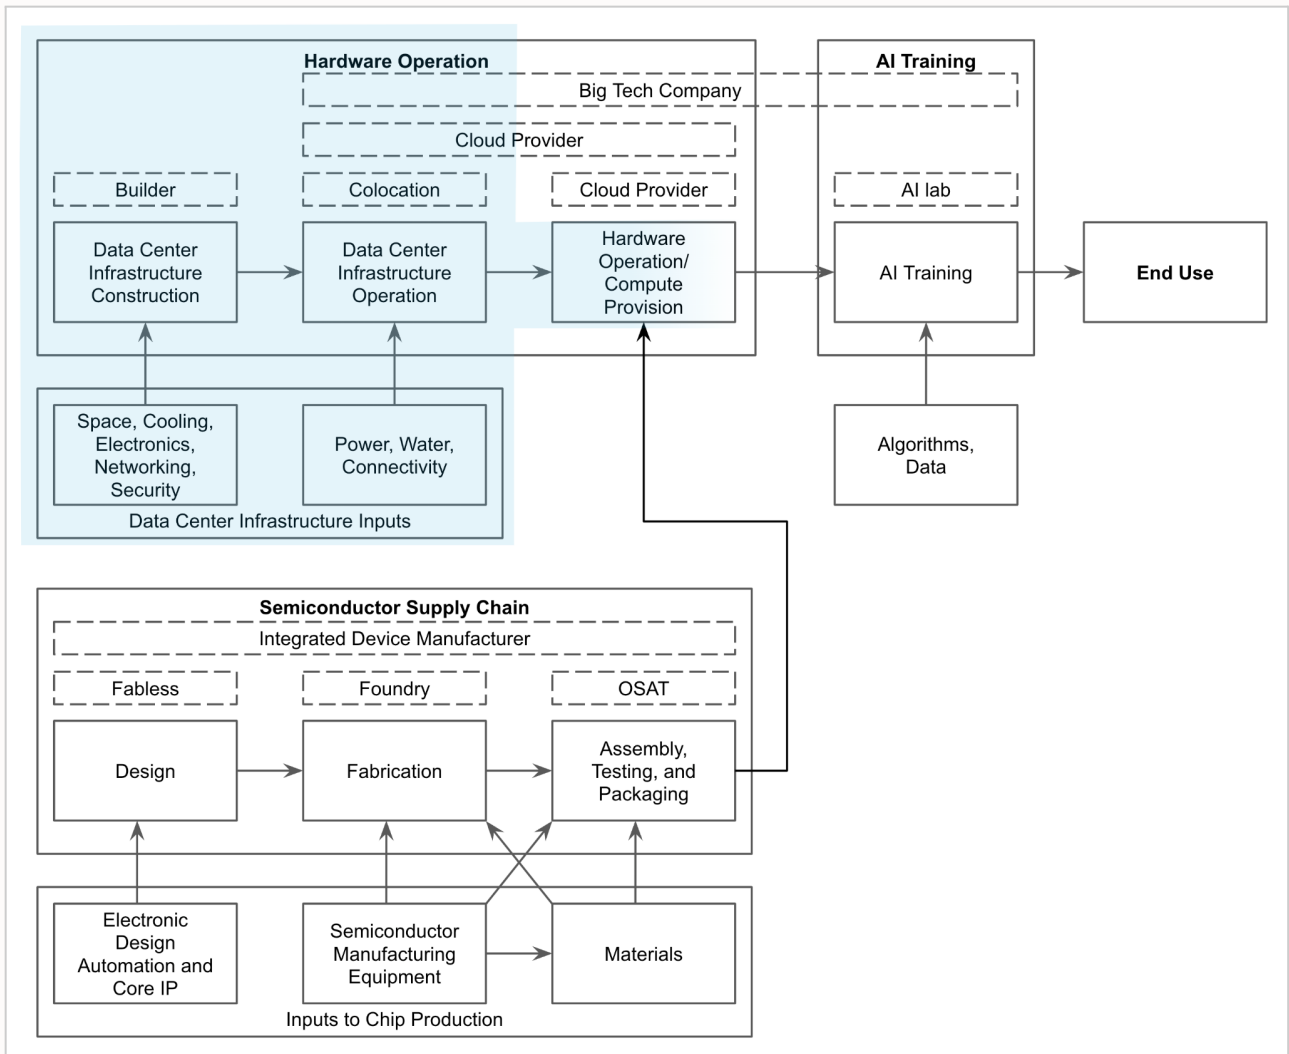 Hardware Operation
AI Training
Big Tech Company
Cloud Provider
Builder
Colocation
Cloud Provider
AI lab
Data Center
Infrastructure
Construction
Data Center
Infrastructure
Operation
Hardware
Operation/
Compute
Provision
AI Training
End Use
Space, Cooling,
Electronics,
Networking,
Security
Power, Water,
Connectivity
Algorithms,
Data
Data Center Infrastructure Inputs
Semiconductor Supply Chain
Integrated Device Manufacturer
Fabless
Foundry
OSAT
Design
Fabrication
Assembly,
Testing, and
Packaging
Electronic
Design
Automation and
Core IP
Semiconductor
Manufacturing
Equipment
Materials
Inputs to Chip Production